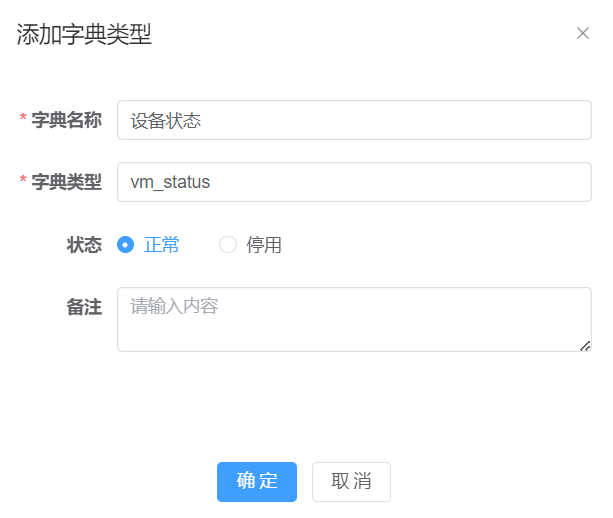 添加字典类型
* 字典名称 设备状态
* 字典类型 vm_status
状态 正常 停用
备注 请输入内容
确定 取消